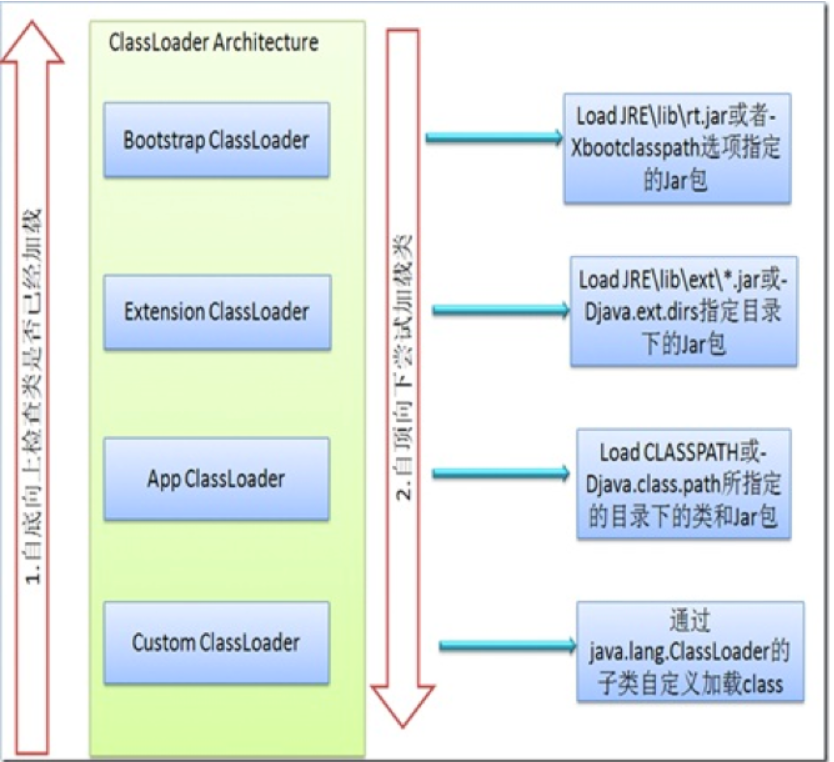 ClassLoader Architecture
Bootstrap ClassLoader
Extension ClassLoader
App ClassLoader
Custom ClassLoader
1.自底向上检查类是否已经加载
2.自顶向下尝试加载类
Load JRE\lib\rt.jar或者-
Xbootclasspath选项指定
的Jar包
Load JRE\lib\ext\*.jar或-
Djava.ext.dirs指定目录
下的Jar包
Load CLASSPATH或-
Djava.class.path所指定
的目录下的类和Jar包
通过
java.lang.ClassLoader的
子类自定义加载class